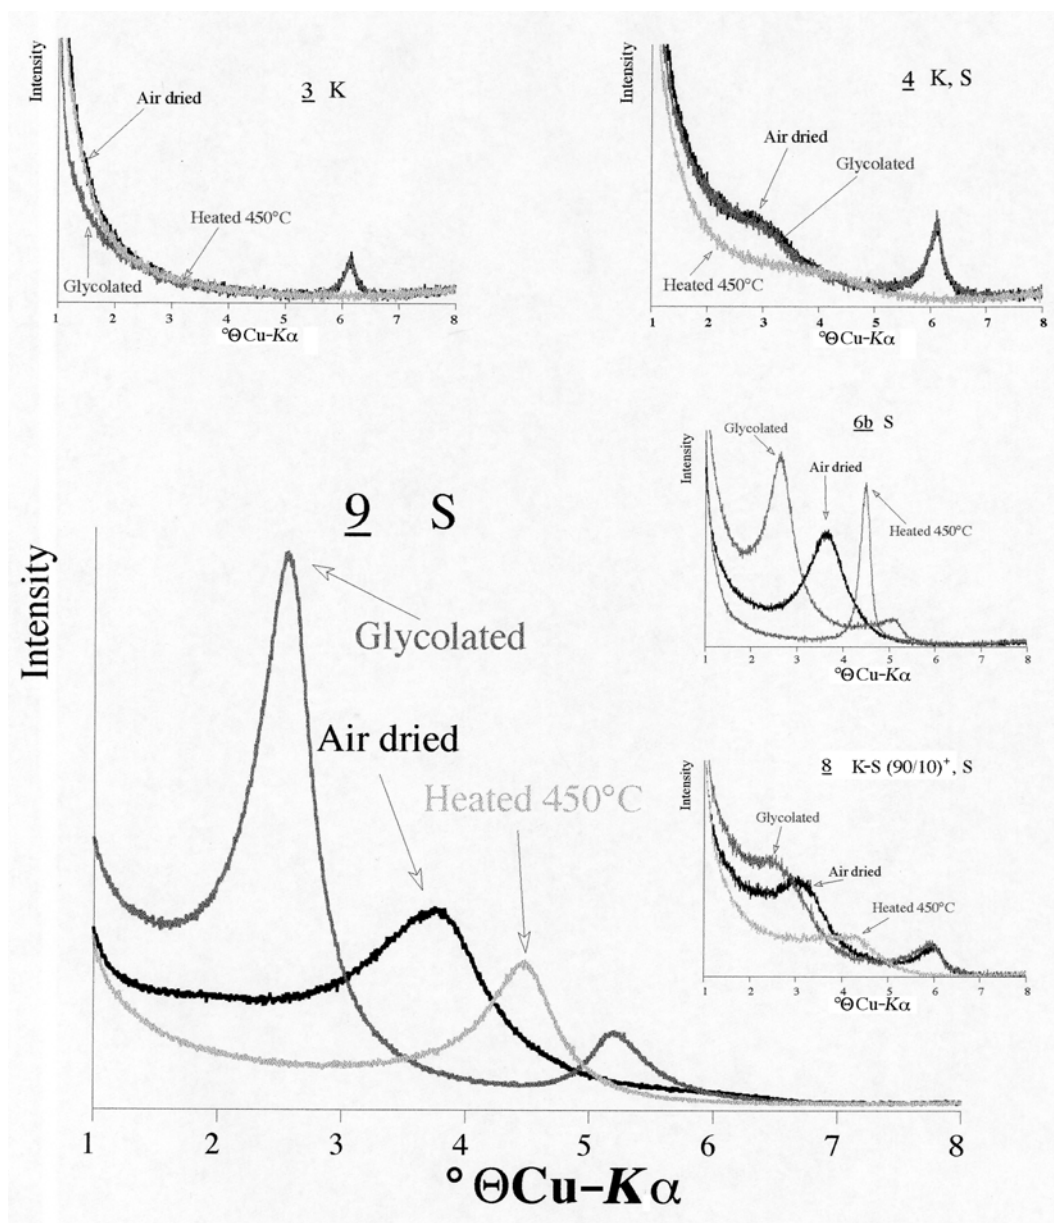 3 K
Intensity
Air dried
Heated 450°C
Glycolated
1 2 3 4 5 6 7 8
°ΘCu–Kα
4 K, S
Intensity
Air dried
Glycolated
Heated 450°C
1 2 3 4 5 6 7 8
°ΘCu–Kα
6b S
Intensity
Glycolated
Air dried
Heated 450°C
1 2 3 4 5 6 7 8
°ΘCu–Kα
9 S
Intensity
Glycolated
Air dried
Heated 450°C
1 2 3 4 5 6 7 8
°ΘCu–Kα
8 K-S (90/10)⁺, S
Intensity
Glycolated
Air dried
Heated 450°C
1 2 3 4 5 6 7 8
°ΘCu–Kα